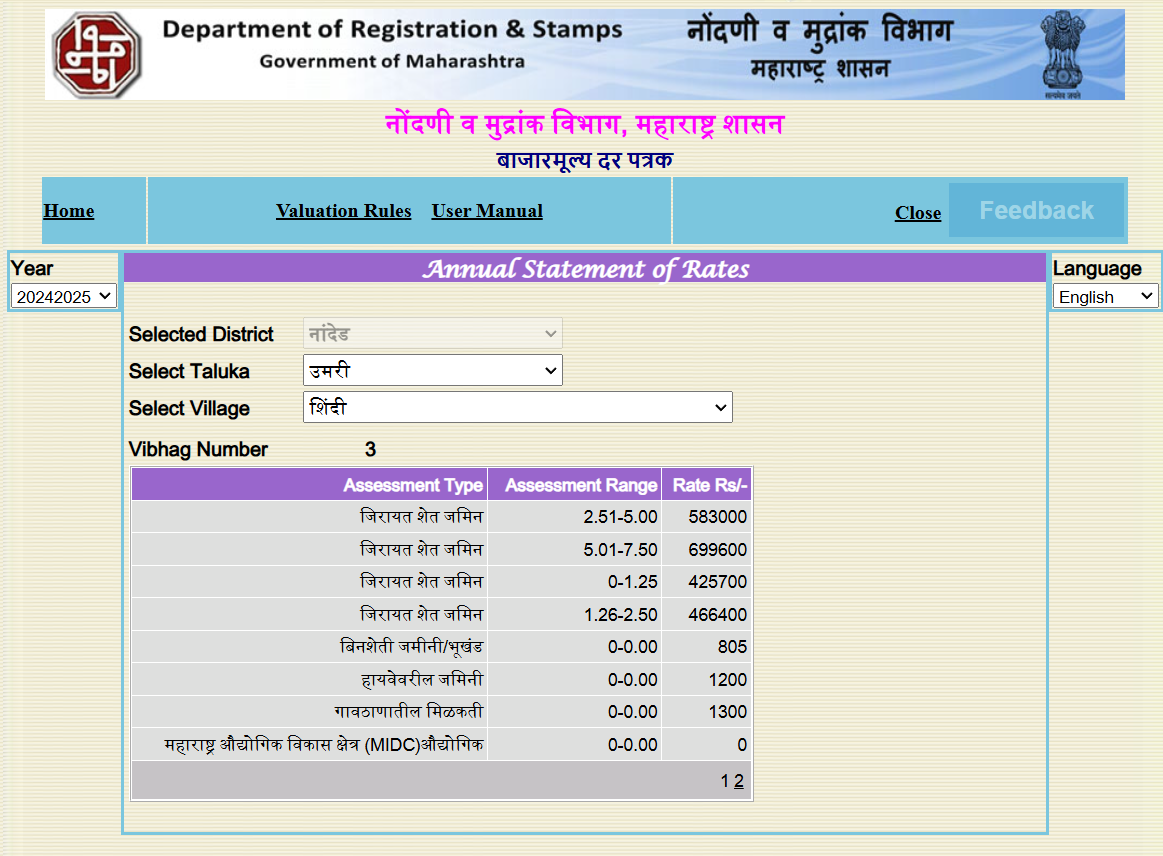 Department of Registration & Stamps
Government of Maharashtra
नोंदणी व मुद्रांक विभाग
महाराष्ट्र शासन
सत्यमेव जयते
नोंदणी व मुद्रांक विभाग, महाराष्ट्र शासन
बाजारमूल्य दर पत्रक
Home Valuation Rules User Manual Close Feedback
Year Annual Statement of Rates Language
20242025 English
Selected District नांदेड
Select Taluka उमरी
Select Village शिंदी
Vibhag Number 3
Assessment Type Assessment Range Rate Rs/-
जिरायत शेत जमिन 2.51-5.00 583000
जिरायत शेत जमिन 5.01-7.50 699600
जिरायत शेत जमिन 0-1.25 425700
जिरायत शेत जमिन 1.26-2.50 466400
बिनशेती जमीनी/भूखंड 0-0.00 805
हायवेवरील जमिनी 0-0.00 1200
गावठाणातील मिळकती 0-0.00 1300
महाराष्ट्र औद्योगिक विकास क्षेत्र (MIDC)औद्योगिक 0-0.00 0
1 2